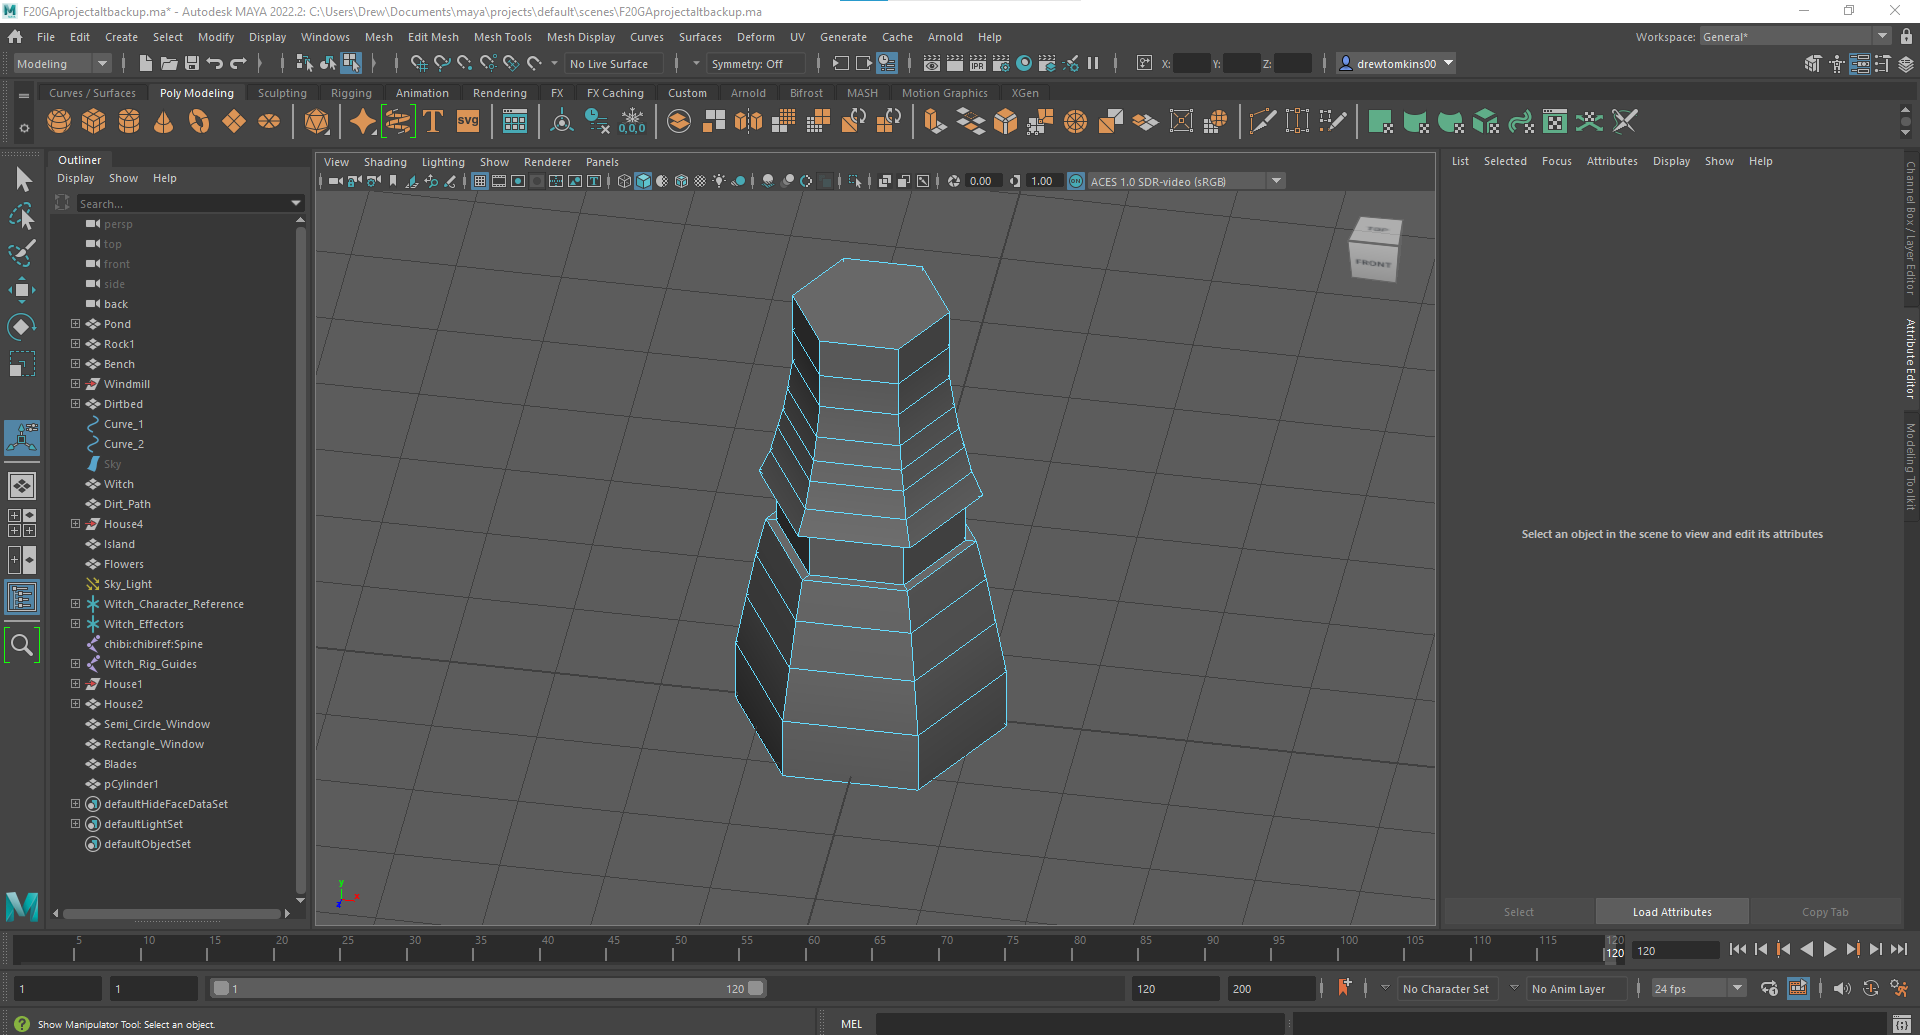 F20GAprojectaltbackup.ma* - Autodesk MAYA 2022.2: C:\Users\Drew\Documents\maya\projects\default\scenes\F20GAprojectaltbackup.ma
File Edit Create Select Modify Display Windows Mesh Edit Mesh Mesh Tools Mesh Display Curves Surfaces Deform UV Generate Cache Arnold Help Workspace: General*
Modeling No Live Surface Symmetry: Off X: Y: Z: drewtomkins00
Curves / Surfaces Poly Modeling Sculpting Rigging Animation Rendering FX FX Caching Custom Arnold Bifrost MASH Motion Graphics XGen
T svg 0,0,0
Outliner
Display Show Help
Search...
persp
top
front
side
back
Pond
Rock1
Bench
Windmill
Dirtbed
Curve_1
Curve_2
Sky
Witch
Dirt_Path
House4
Island
Flowers
Sky_Light
Witch_Character_Reference
Witch_Effectors
chibi:chibiref:Spine
Witch_Rig_Guides
House1
House2
Semi_Circle_Window
Rectangle_Window
Blades
pCylinder1
defaultHideFaceDataSet
defaultLightSet
defaultObjectSet
View Shading Lighting Show Renderer Panels
0.00 1.00 ON ACES 1.0 SDR-video (sRGB)
TOP
FRONT
y
x
z
List Selected Focus Attributes Display Show Help
Select an object in the scene to view and edit its attributes
Select Load Attributes Copy Tab
Channel Box / Layer Editor
Attribute Editor
Modeling Toolkit
5 10 15 20 25 30 35 40 45 50 55 60 65 70 75 80 85 90 95 100 105 110 115 120
120 120
1 1 1 120 120 200 No Character Set No Anim Layer 24 fps
Show Manipulator Tool: Select an object. MEL